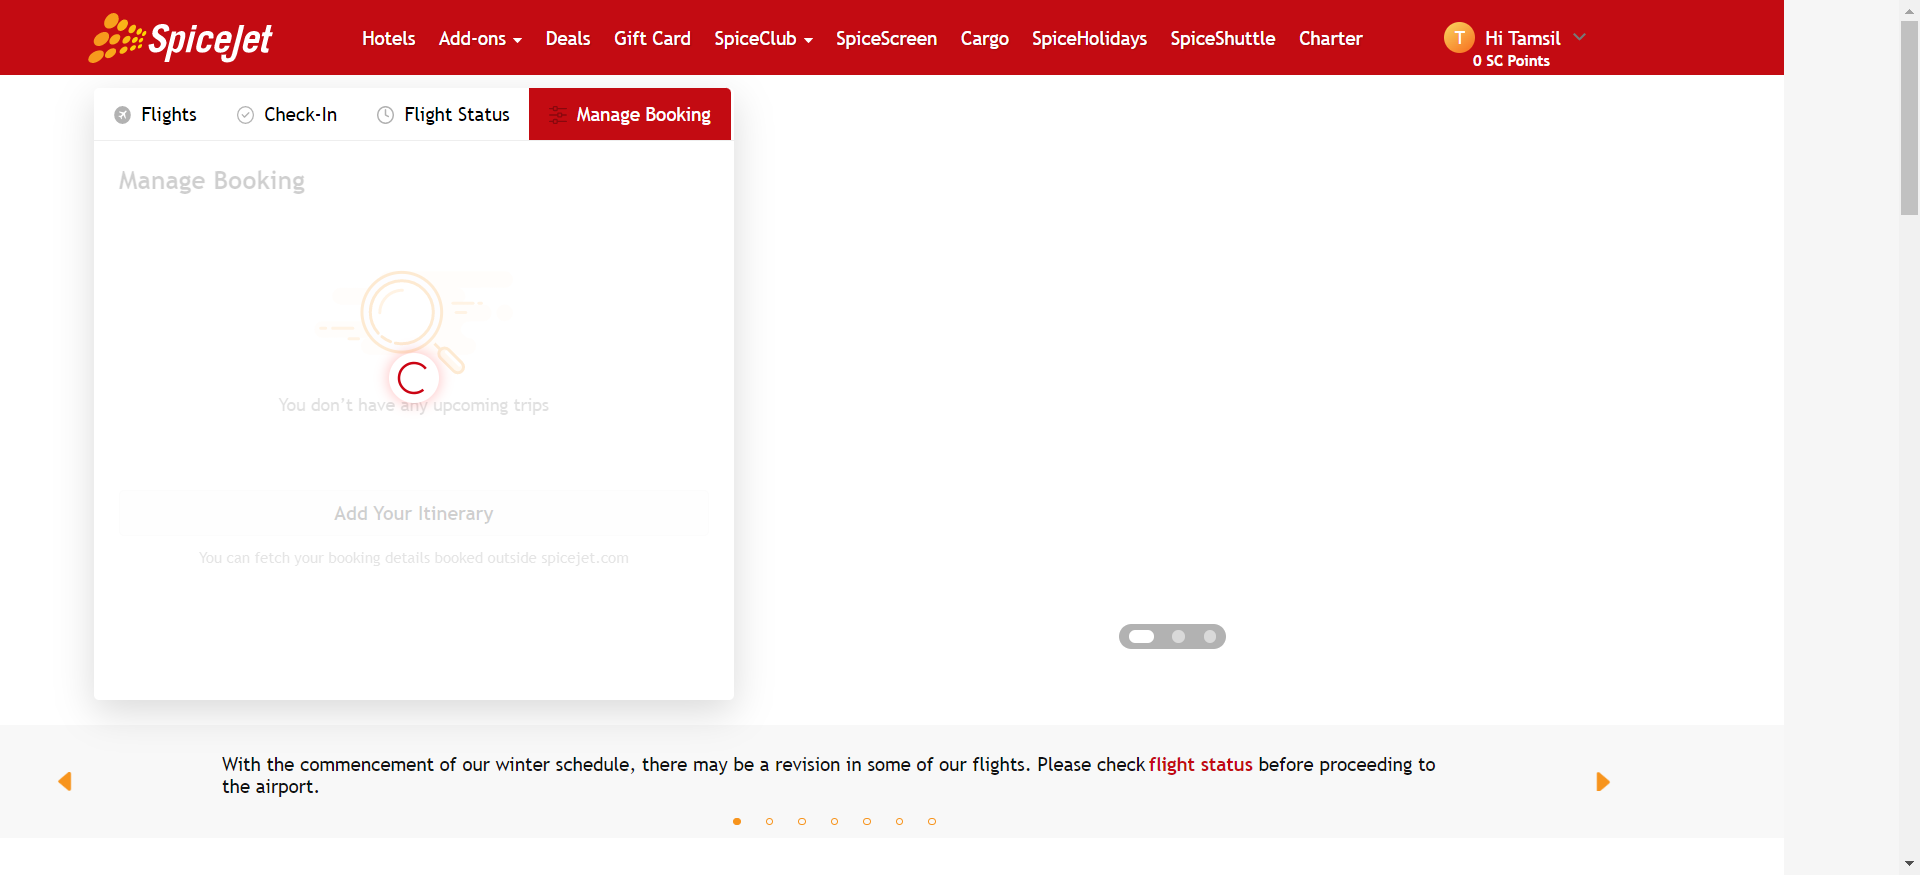 SpiceJet
Hotels Add-ons Deals Gift Card SpiceClub SpiceScreen Cargo SpiceHolidays SpiceShuttle Charter
T Hi Tamsil
0 SC Points
Flights Check-In Flight Status Manage Booking
Manage Booking
You don’t have any upcoming trips
Add Your Itinerary
You can fetch your booking details booked outside spicejet.com
With the commencement of our winter schedule, there may be a revision in some of our flights. Please check flight status before proceeding to
the airport.